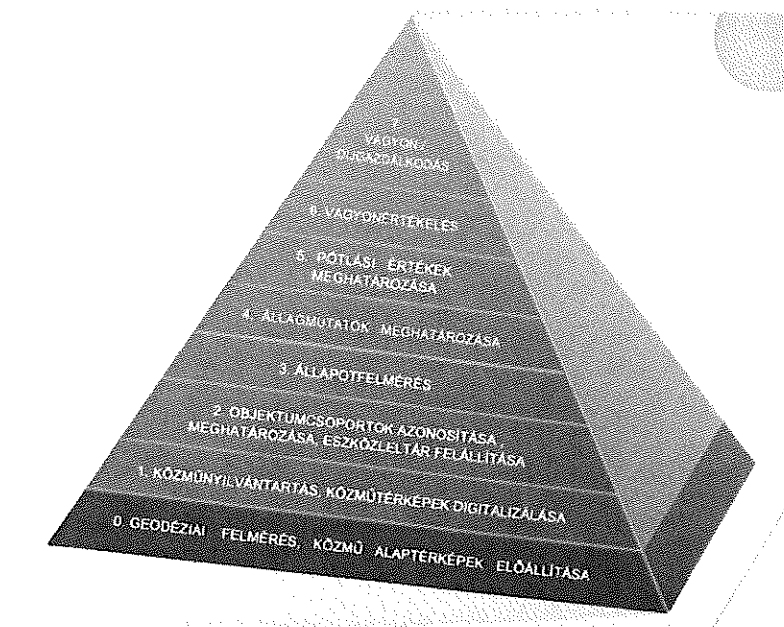 7.
VAGYON-
GAZDÁLKODÁS
6. VAGYONÉRTÉKELÉS
5. PÓTLÁSI ÉRTÉKEK
MEGHATÁROZÁSA
4. ÁLLAGMUTATÓK MEGHATÁROZÁSA
3. ÁLLAPOTFELMÉRÉS
2. OBJEKTUMCSOPORTOK AZONOSÍTÁSA,
MEGHATÁROZÁSA, ESZKÖZLELTÁR FELÁLLÍTÁSA
1. KÖZMŰNYILVÁNTARTÁS, KÖZMŰTÉRKÉPEK DIGITALIZÁLÁSA
0. GEODÉZIAI FELMÉRÉS, KÖZMŰ ALAPTÉRKÉPEK ELŐÁLLÍTÁSA